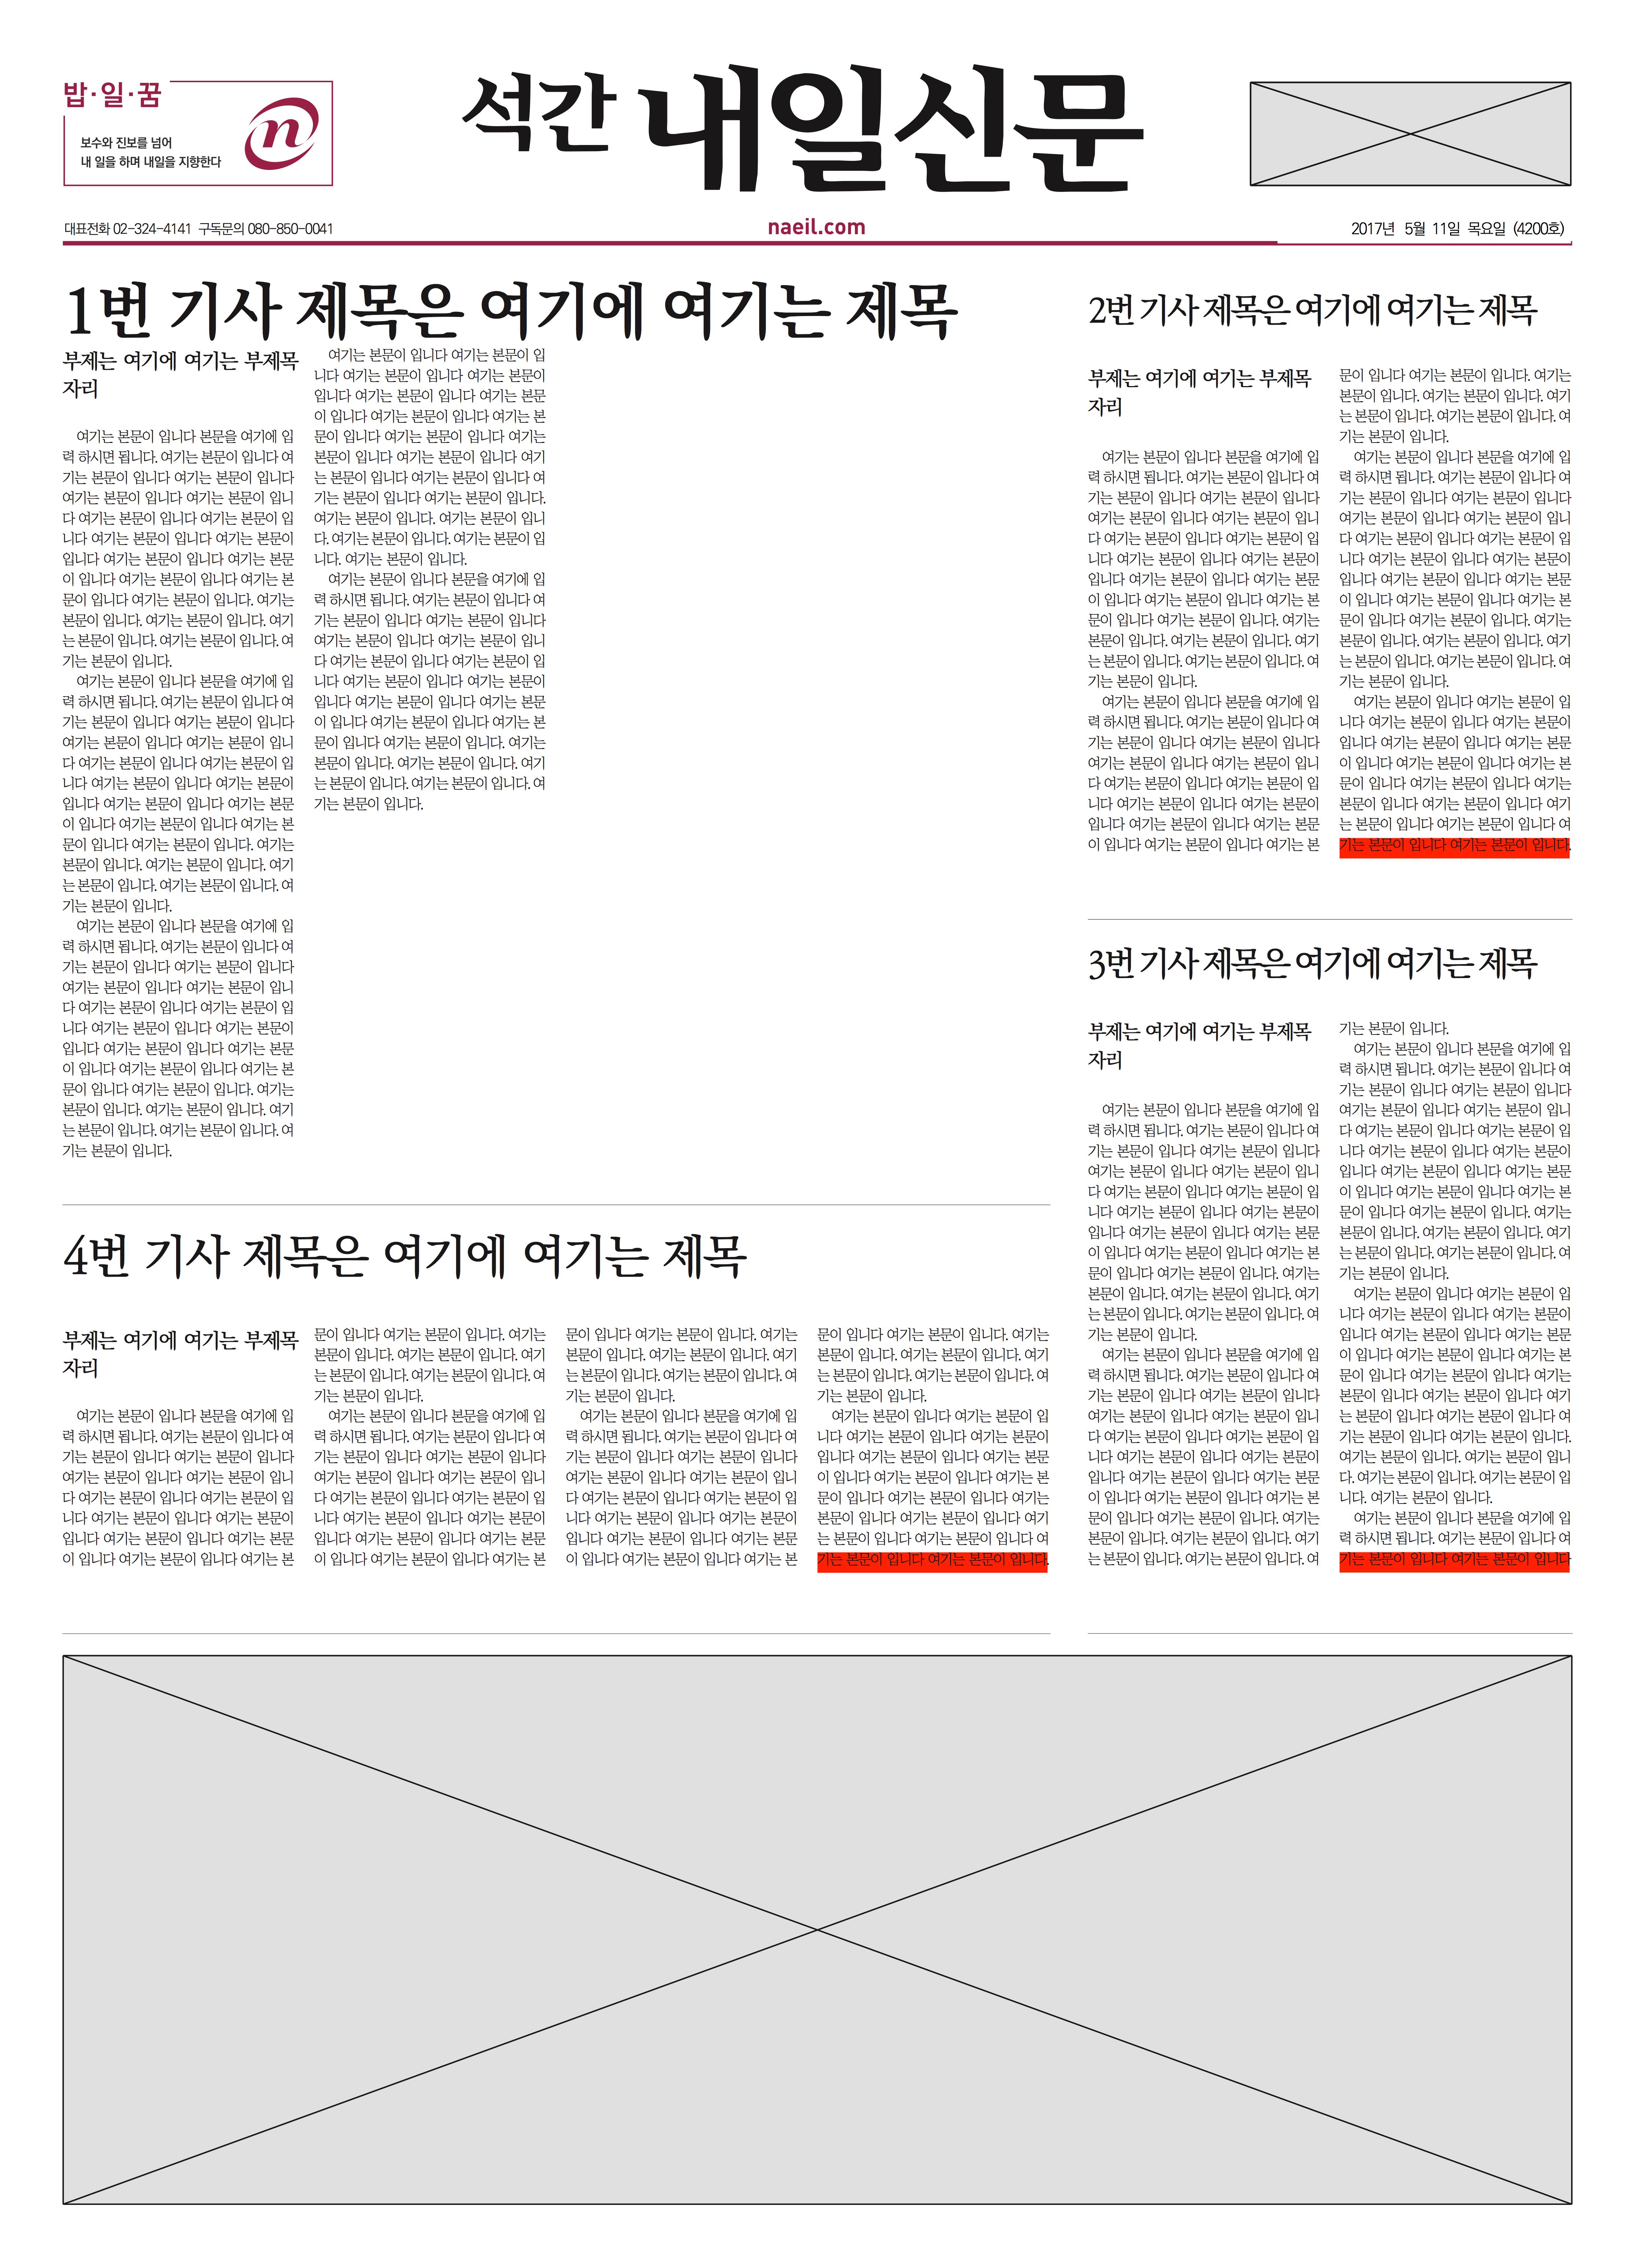 밥·일·꿈
보수와 진보를 넘어
내 일을 하며 내일을 지향한다
n
석간 내일신문
대표전화 02-324-4141 구독문의 080-850-0041
naeil.com
2017년 5월 11일 목요일 (4200호)
1번 기사 제목은 여기에 여기는 제목
부제는 여기에 여기는 부제목
자리
여기는 본문이 입니다 본문을 여기에 입
력 하시면 됩니다. 여기는 본문이 입니다 여
기는 본문이 입니다 여기는 본문이 입니다
여기는 본문이 입니다 여기는 본문이 입니
다 여기는 본문이 입니다 여기는 본문이 입
니다 여기는 본문이 입니다 여기는 본문이
입니다 여기는 본문이 입니다 여기는 본문
이 입니다 여기는 본문이 입니다 여기는 본
문이 입니다 여기는 본문이 입니다. 여기는
본문이 입니다. 여기는 본문이 입니다. 여기
는 본문이 입니다. 여기는 본문이 입니다. 여
기는 본문이 입니다.
여기는 본문이 입니다 본문을 여기에 입
력 하시면 됩니다. 여기는 본문이 입니다 여
기는 본문이 입니다 여기는 본문이 입니다
여기는 본문이 입니다 여기는 본문이 입니
다 여기는 본문이 입니다 여기는 본문이 입
니다 여기는 본문이 입니다 여기는 본문이
입니다 여기는 본문이 입니다 여기는 본문
이 입니다 여기는 본문이 입니다 여기는 본
문이 입니다 여기는 본문이 입니다. 여기는
본문이 입니다. 여기는 본문이 입니다. 여기
는 본문이 입니다. 여기는 본문이 입니다. 여
기는 본문이 입니다.
여기는 본문이 입니다 본문을 여기에 입
력 하시면 됩니다. 여기는 본문이 입니다 여
기는 본문이 입니다 여기는 본문이 입니다
여기는 본문이 입니다 여기는 본문이 입니
다 여기는 본문이 입니다 여기는 본문이 입
니다 여기는 본문이 입니다 여기는 본문이
입니다 여기는 본문이 입니다 여기는 본문
이 입니다 여기는 본문이 입니다 여기는 본
문이 입니다 여기는 본문이 입니다. 여기는
본문이 입니다. 여기는 본문이 입니다. 여기
는 본문이 입니다. 여기는 본문이 입니다. 여
기는 본문이 입니다.
여기는 본문이 입니다 여기는 본문이 입
니다 여기는 본문이 입니다 여기는 본문이
입니다 여기는 본문이 입니다 여기는 본문
이 입니다 여기는 본문이 입니다 여기는 본
문이 입니다 여기는 본문이 입니다 여기는
본문이 입니다 여기는 본문이 입니다 여기
는 본문이 입니다 여기는 본문이 입니다 여
기는 본문이 입니다 여기는 본문이 입니다.
여기는 본문이 입니다. 여기는 본문이 입니
다. 여기는 본문이 입니다. 여기는 본문이 입
니다. 여기는 본문이 입니다.
여기는 본문이 입니다 본문을 여기에 입
력 하시면 됩니다. 여기는 본문이 입니다 여
기는 본문이 입니다 여기는 본문이 입니다
여기는 본문이 입니다 여기는 본문이 입니
다 여기는 본문이 입니다 여기는 본문이 입
니다 여기는 본문이 입니다 여기는 본문이
입니다 여기는 본문이 입니다 여기는 본문
이 입니다 여기는 본문이 입니다 여기는 본
문이 입니다 여기는 본문이 입니다. 여기는
본문이 입니다. 여기는 본문이 입니다. 여기
는 본문이 입니다. 여기는 본문이 입니다. 여
기는 본문이 입니다.
2번 기사 제목은 여기에 여기는 제목
부제는 여기에 여기는 부제목
자리
여기는 본문이 입니다 본문을 여기에 입
력 하시면 됩니다. 여기는 본문이 입니다 여
기는 본문이 입니다 여기는 본문이 입니다
여기는 본문이 입니다 여기는 본문이 입니
다 여기는 본문이 입니다 여기는 본문이 입
니다 여기는 본문이 입니다 여기는 본문이
입니다 여기는 본문이 입니다 여기는 본문
이 입니다 여기는 본문이 입니다 여기는 본
문이 입니다 여기는 본문이 입니다. 여기는
본문이 입니다. 여기는 본문이 입니다. 여기
는 본문이 입니다. 여기는 본문이 입니다. 여
기는 본문이 입니다.
여기는 본문이 입니다 본문을 여기에 입
력 하시면 됩니다. 여기는 본문이 입니다 여
기는 본문이 입니다 여기는 본문이 입니다
여기는 본문이 입니다 여기는 본문이 입니
다 여기는 본문이 입니다 여기는 본문이 입
니다 여기는 본문이 입니다 여기는 본문이
입니다 여기는 본문이 입니다 여기는 본문
이 입니다 여기는 본문이 입니다 여기는 본
문이 입니다 여기는 본문이 입니다. 여기는
본문이 입니다. 여기는 본문이 입니다. 여기
는 본문이 입니다. 여기는 본문이 입니다. 여
기는 본문이 입니다.
여기는 본문이 입니다 본문을 여기에 입
력 하시면 됩니다. 여기는 본문이 입니다 여
기는 본문이 입니다 여기는 본문이 입니다
여기는 본문이 입니다 여기는 본문이 입니
다 여기는 본문이 입니다 여기는 본문이 입
니다 여기는 본문이 입니다 여기는 본문이
입니다 여기는 본문이 입니다 여기는 본문
이 입니다 여기는 본문이 입니다 여기는 본
문이 입니다 여기는 본문이 입니다. 여기는
본문이 입니다. 여기는 본문이 입니다. 여기
는 본문이 입니다. 여기는 본문이 입니다. 여
기는 본문이 입니다.
여기는 본문이 입니다 여기는 본문이 입
니다 여기는 본문이 입니다 여기는 본문이
입니다 여기는 본문이 입니다 여기는 본문
이 입니다 여기는 본문이 입니다 여기는 본
문이 입니다 여기는 본문이 입니다 여기는
본문이 입니다 여기는 본문이 입니다 여기
는 본문이 입니다 여기는 본문이 입니다 여
기는 본문이 입니다 여기는 본문이 입니다.
3번 기사 제목은 여기에 여기는 제목
부제는 여기에 여기는 부제목
자리
여기는 본문이 입니다 본문을 여기에 입
력 하시면 됩니다. 여기는 본문이 입니다 여
기는 본문이 입니다 여기는 본문이 입니다
여기는 본문이 입니다 여기는 본문이 입니
다 여기는 본문이 입니다 여기는 본문이 입
니다 여기는 본문이 입니다 여기는 본문이
입니다 여기는 본문이 입니다 여기는 본문
이 입니다 여기는 본문이 입니다 여기는 본
문이 입니다 여기는 본문이 입니다. 여기는
본문이 입니다. 여기는 본문이 입니다. 여기
는 본문이 입니다. 여기는 본문이 입니다. 여
기는 본문이 입니다.
여기는 본문이 입니다 본문을 여기에 입
력 하시면 됩니다. 여기는 본문이 입니다 여
기는 본문이 입니다 여기는 본문이 입니다
여기는 본문이 입니다 여기는 본문이 입니
다 여기는 본문이 입니다 여기는 본문이 입
니다 여기는 본문이 입니다 여기는 본문이
입니다 여기는 본문이 입니다 여기는 본문
이 입니다 여기는 본문이 입니다 여기는 본
문이 입니다 여기는 본문이 입니다. 여기는
본문이 입니다. 여기는 본문이 입니다. 여기
는 본문이 입니다. 여기는 본문이 입니다. 여
기는 본문이 입니다.
여기는 본문이 입니다 본문을 여기에 입
력 하시면 됩니다. 여기는 본문이 입니다 여
기는 본문이 입니다 여기는 본문이 입니다
여기는 본문이 입니다 여기는 본문이 입니
다 여기는 본문이 입니다 여기는 본문이 입
니다 여기는 본문이 입니다 여기는 본문이
입니다 여기는 본문이 입니다 여기는 본문
이 입니다 여기는 본문이 입니다 여기는 본
문이 입니다 여기는 본문이 입니다. 여기는
본문이 입니다. 여기는 본문이 입니다. 여기
는 본문이 입니다. 여기는 본문이 입니다. 여
기는 본문이 입니다.
여기는 본문이 입니다 여기는 본문이 입
니다 여기는 본문이 입니다 여기는 본문이
입니다 여기는 본문이 입니다 여기는 본문
이 입니다 여기는 본문이 입니다 여기는 본
문이 입니다 여기는 본문이 입니다 여기는
본문이 입니다 여기는 본문이 입니다 여기
는 본문이 입니다 여기는 본문이 입니다 여
기는 본문이 입니다 여기는 본문이 입니다.
여기는 본문이 입니다. 여기는 본문이 입니
다. 여기는 본문이 입니다. 여기는 본문이 입
니다. 여기는 본문이 입니다.
여기는 본문이 입니다 본문을 여기에 입
력 하시면 됩니다. 여기는 본문이 입니다 여
기는 본문이 입니다 여기는 본문이 입니다
4번 기사 제목은 여기에 여기는 제목
부제는 여기에 여기는 부제목
자리
여기는 본문이 입니다 본문을 여기에 입
력 하시면 됩니다. 여기는 본문이 입니다 여
기는 본문이 입니다 여기는 본문이 입니다
여기는 본문이 입니다 여기는 본문이 입니
다 여기는 본문이 입니다 여기는 본문이 입
니다 여기는 본문이 입니다 여기는 본문이
입니다 여기는 본문이 입니다 여기는 본문
이 입니다 여기는 본문이 입니다 여기는 본
문이 입니다 여기는 본문이 입니다. 여기는
본문이 입니다. 여기는 본문이 입니다. 여기
는 본문이 입니다. 여기는 본문이 입니다. 여
기는 본문이 입니다.
여기는 본문이 입니다 본문을 여기에 입
력 하시면 됩니다. 여기는 본문이 입니다 여
기는 본문이 입니다 여기는 본문이 입니다
여기는 본문이 입니다 여기는 본문이 입니
다 여기는 본문이 입니다 여기는 본문이 입
니다 여기는 본문이 입니다 여기는 본문이
입니다 여기는 본문이 입니다 여기는 본문
이 입니다 여기는 본문이 입니다 여기는 본
문이 입니다 여기는 본문이 입니다. 여기는
본문이 입니다. 여기는 본문이 입니다. 여기
는 본문이 입니다. 여기는 본문이 입니다. 여
기는 본문이 입니다.
여기는 본문이 입니다 본문을 여기에 입
력 하시면 됩니다. 여기는 본문이 입니다 여
기는 본문이 입니다 여기는 본문이 입니다
여기는 본문이 입니다 여기는 본문이 입니
다 여기는 본문이 입니다 여기는 본문이 입
니다 여기는 본문이 입니다 여기는 본문이
입니다 여기는 본문이 입니다 여기는 본문
이 입니다 여기는 본문이 입니다 여기는 본
문이 입니다 여기는 본문이 입니다. 여기는
본문이 입니다. 여기는 본문이 입니다. 여기
는 본문이 입니다. 여기는 본문이 입니다. 여
기는 본문이 입니다.
여기는 본문이 입니다 여기는 본문이 입
니다 여기는 본문이 입니다 여기는 본문이
입니다 여기는 본문이 입니다 여기는 본문
이 입니다 여기는 본문이 입니다 여기는 본
문이 입니다 여기는 본문이 입니다 여기는
본문이 입니다 여기는 본문이 입니다 여기
는 본문이 입니다 여기는 본문이 입니다 여
기는 본문이 입니다 여기는 본문이 입니다.